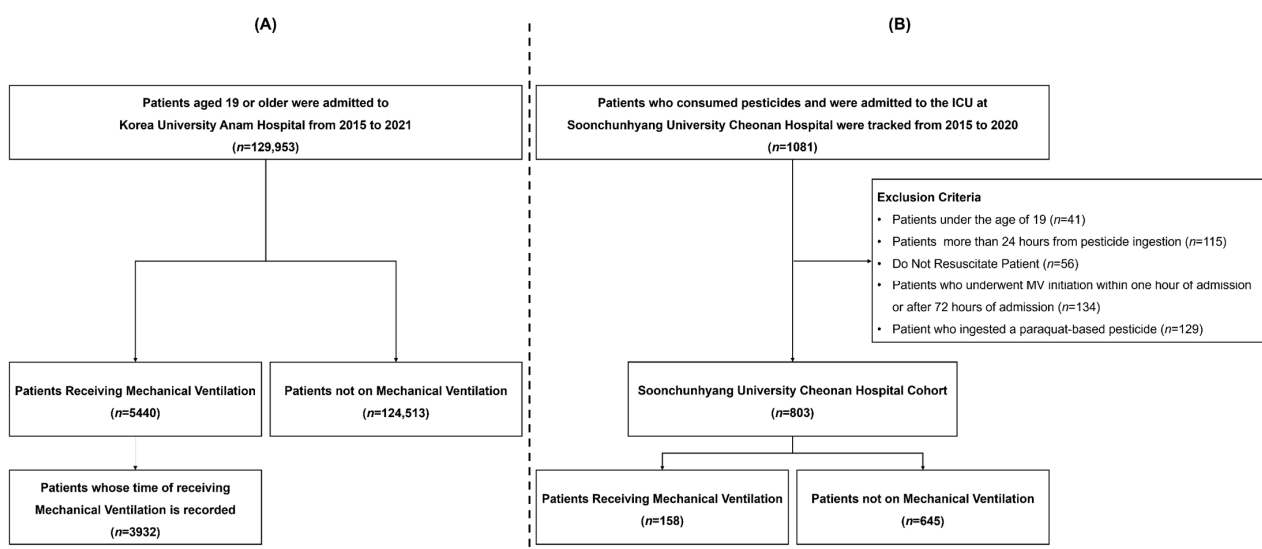 (A)
Patients aged 19 or older were admitted to
Korea University Anam Hospital from 2015 to 2021
(n=129,953)
Patients Receiving Mechanical Ventilation
(n=5440)
Patients not on Mechanical Ventilation
(n=124,513)
Patients whose time of receiving
Mechanical Ventilation is recorded
(n=3932)
(B)
Patients who consumed pesticides and were admitted to the ICU at
Soonchunhyang University Cheonan Hospital were tracked from 2015 to 2020
(n=1081)
Exclusion Criteria
• Patients under the age of 19 (n=41)
• Patients more than 24 hours from pesticide ingestion (n=115)
• Do Not Resuscitate Patient (n=56)
• Patients who underwent MV initiation within one hour of admission
or after 72 hours of admission (n=134)
• Patient who ingested a paraquat-based pesticide (n=129)
Soonchunhyang University Cheonan Hospital Cohort
(n=803)
Patients Receiving Mechanical Ventilation
(n=158)
Patients not on Mechanical Ventilation
(n=645)